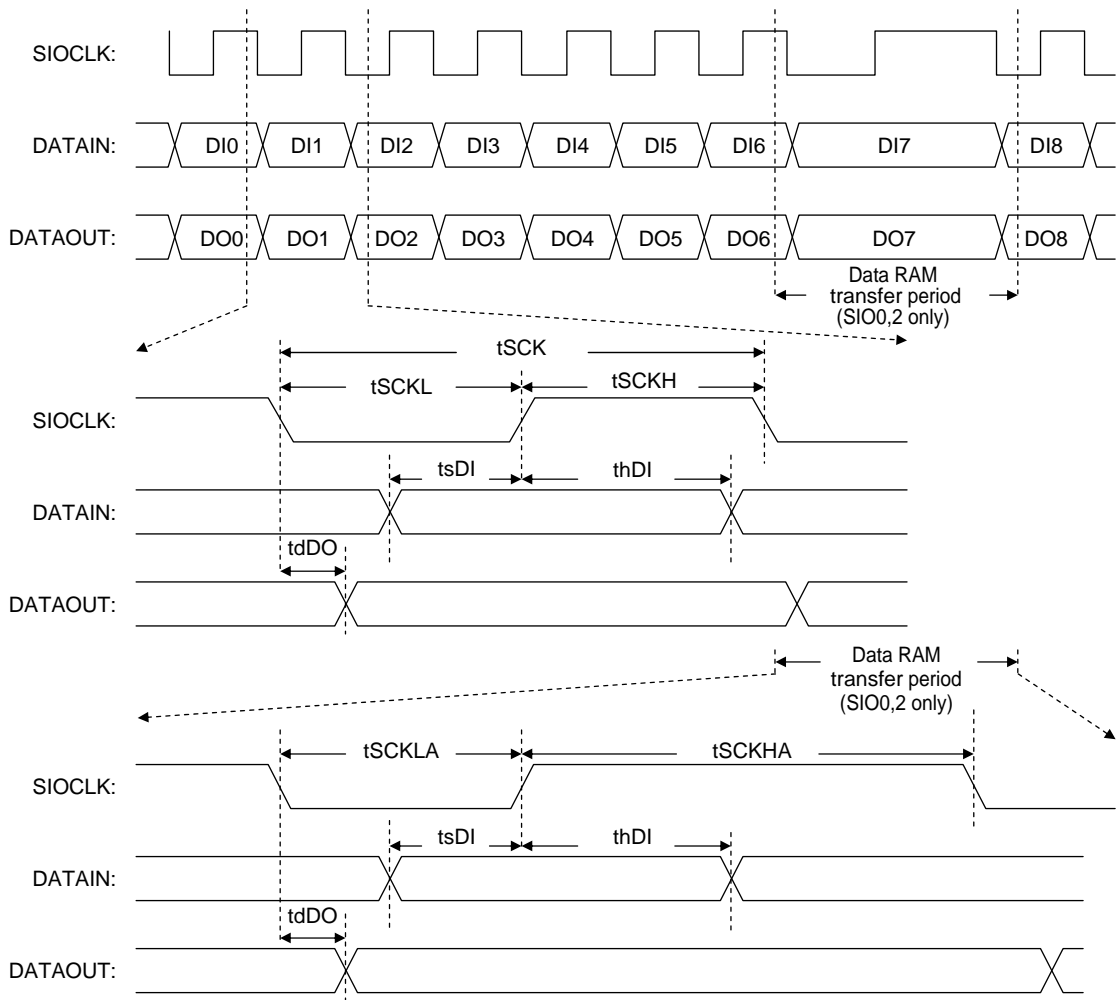 SIOCLK:
DATAIN:
DI0 DI1 DI2 DI3 DI4 DI5 DI6 DI7 DI8
DATAOUT:
DO0 DO1 DO2 DO3 DO4 DO5 DO6 DO7 DO8
Data RAM
transfer period
(SIO0,2 only)
tSCK
tSCKL tSCKH
SIOCLK:
tsDI thDI
DATAIN:
tdDO
DATAOUT:
Data RAM
transfer period
(SIO0,2 only)
tSCKLA tSCKHA
SIOCLK:
tsDI thDI
DATAIN:
tdDO
DATAOUT: